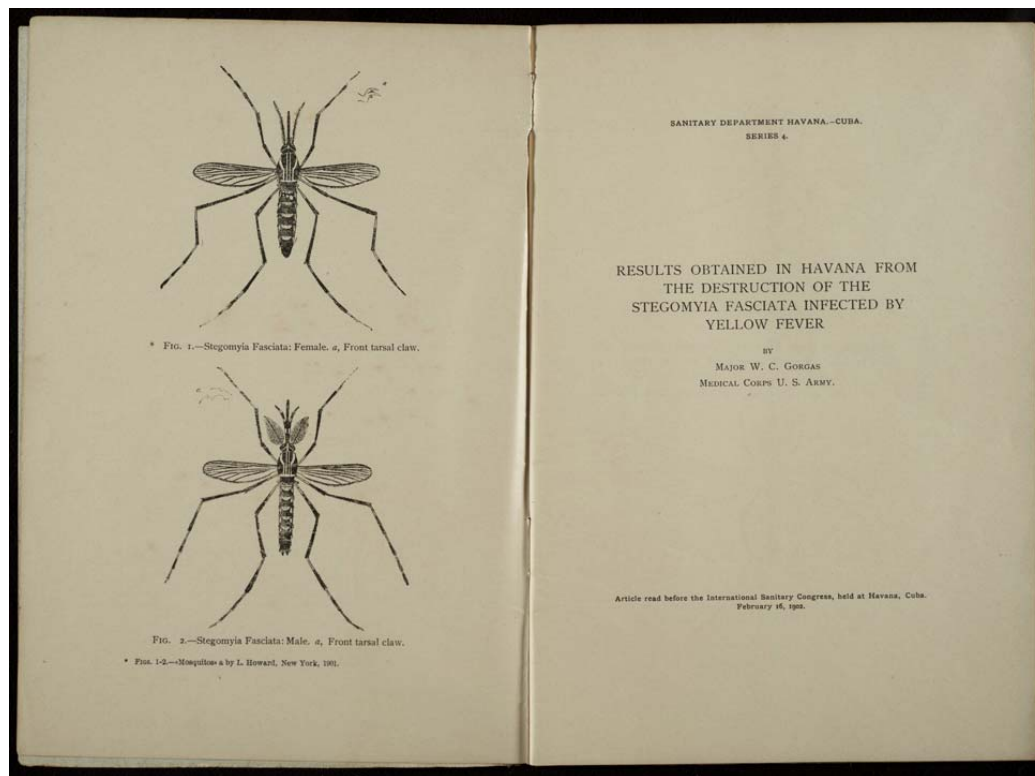 * FIG. 1.—Stegomyia Fasciata: Female. a, Front tarsal claw.
FIG. 2.—Stegomyia Fasciata: Male. a, Front tarsal claw.
* FIGS. 1-2.—«Mosquitos» a by L. Howard, New York, 1901.
SANITARY DEPARTMENT HAVANA.-CUBA.
SERIES 4.
RESULTS OBTAINED IN HAVANA FROM
THE DESTRUCTION OF THE
STEGOMYIA FASCIATA INFECTED BY
YELLOW FEVER
BY
MAJOR W. C. GORGAS
MEDICAL CORPS U. S. ARMY.
Article read before the International Sanitary Congress, held at Havana, Cuba.
February 16, 1902.